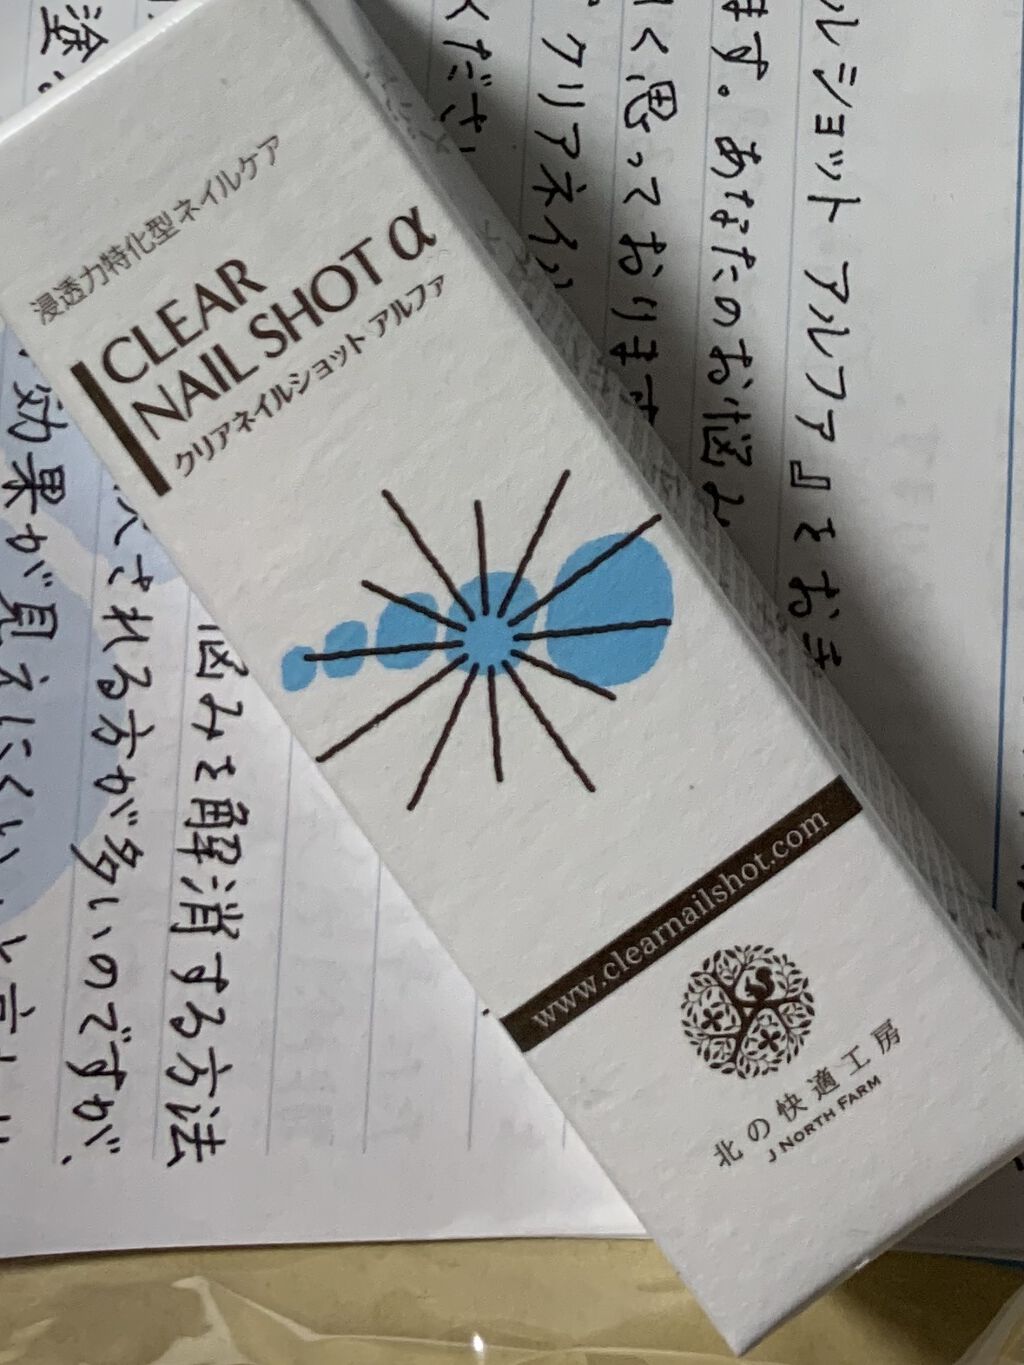 浸透力特化型ネイルケア
CLEAR
NAIL SHOT α
クリアネイルショット アルファ
www.clearnailshot.com
北の快適工房
J NORTH FARM
ルショット アルファ』をお
ます。あなたのお悩み
く思っております
クリアネイル
ください
悩みを解消する方法
される方が多いのですが、
効果が見えにくい
塗